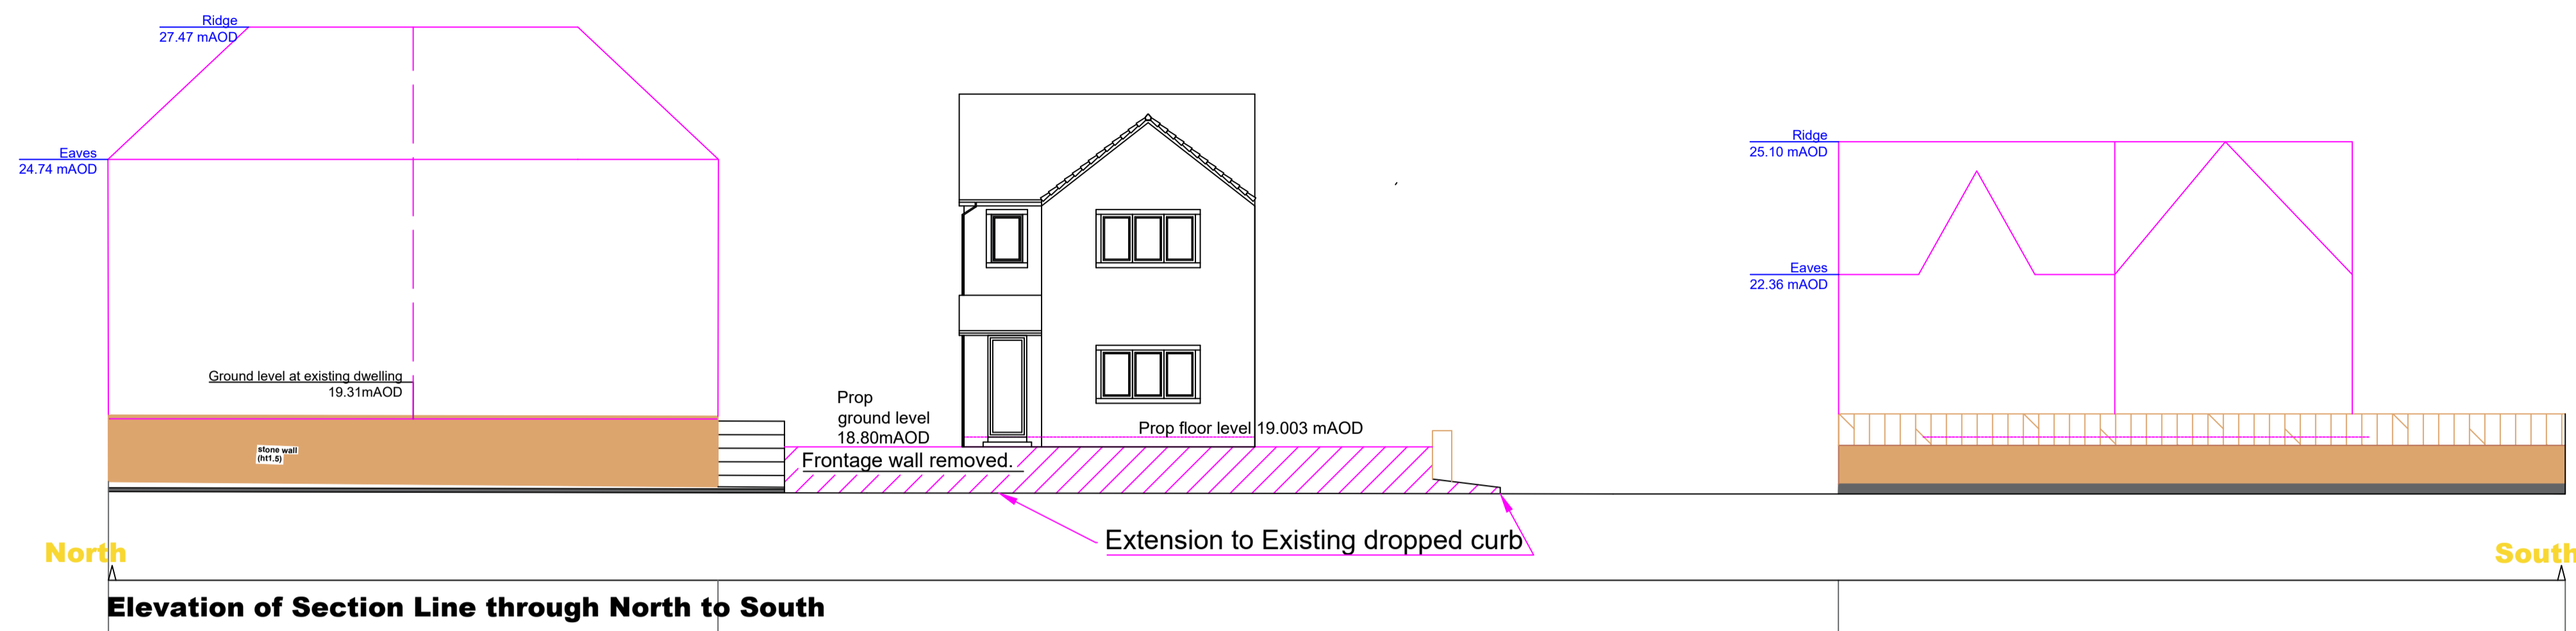 Ridge
27.47 mAOD
Eaves
24.74 mAOD
Ground level at existing dwelling
19.31mAOD
stone wall
(ht1.5)
Prop
ground level
18.80mAOD
Frontage wall removed.
Prop floor level 19.003 mAOD
Extension to Existing dropped curb
Ridge
25.10 mAOD
Eaves
22.36 mAOD
North
South
Elevation of Section Line through North to South